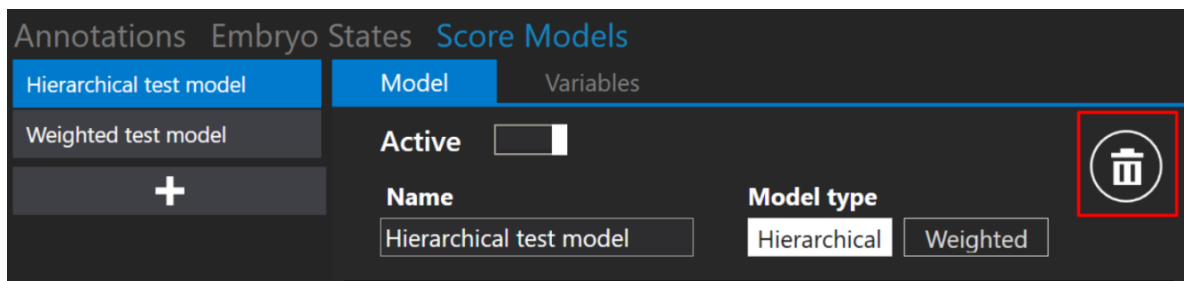 Annotations Embryo States Score Models
Hierarchical test model
Weighted test model
Model Variables
Active
Name
Hierarchical test model
Model type
Hierarchical Weighted